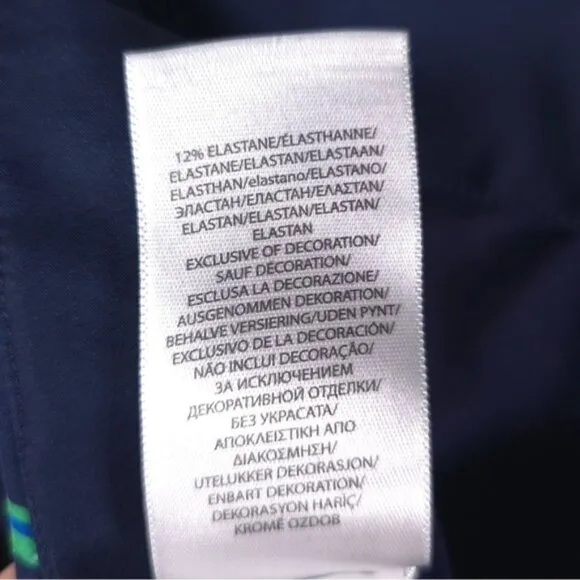 12% ELASTANE/ÉLASTHANNE/
ELASTANE/ELASTAN/ELASTAAN/
ELASTHAN/elastano/ELASTANO/
ЭЛАСТАН/ЕЛАСТАН/ΕΛΑΣΤΑΝ/
ELASTAN/ELASTAN/ELASTAN/
ELASTAN
EXCLUSIVE OF DECORATION/
SAUF DÉCORATION/
ESCLUSA LA DECORAZIONE/
AUSGENOMMEN DEKORATION/
BEHALVE VERSIERING/UDEN PYNT/
EXCLUSIVO DE LA DECORACIÓN/
NÃO INCLUI DECORAÇÃO/
ЗА ИСКЛЮЧЕНИЕМ
ДЕКОРАТИВНОЙ ОТДЕЛКИ/
БЕЗ УКРАСАТА/
ΑΠΟΚΛΕΙΣΤΙΚΗ ΑΠΟ
ΔΙΑΚΟΣΜΗΣΗ/
UTELUKKER DEKORASJON/
ENBART DEKORATION/
DEKORASYON HARİÇ/
KROMĚ OZDOB